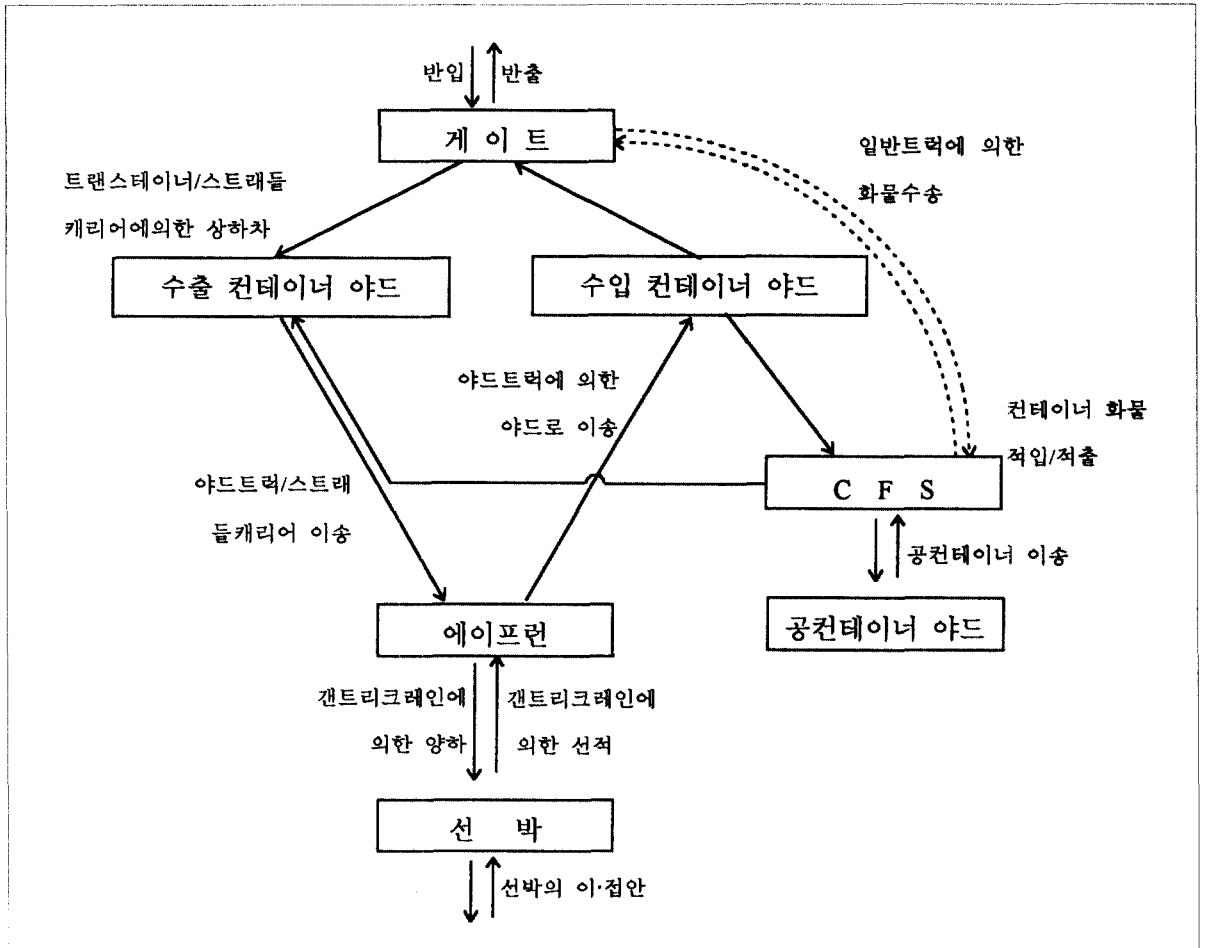 반입
반출
게 이 트
일반트럭에 의한
화물수송
트랜스테이너/스트래들
캐리어에의한 상하차
수출 컨테이너 야드
수입 컨테이너 야드
야드트럭에 의한
야드로 이송
컨테이너 화물
적입/적출
야드트럭/스트래
들캐리어 이송
C F S
공컨테이너 이송
에이프런
공컨테이너 야드
갠트리크레인에
의한 양하
갠트리크레인에
의한 선적
선 박
선박의 이·접안